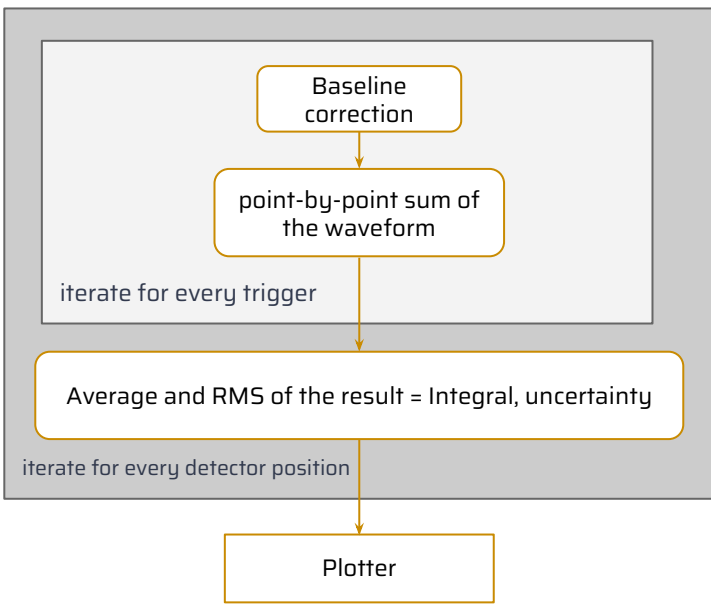 Baseline
correction
point-by-point sum of
the waveform
iterate for every trigger
Average and RMS of the result = Integral, uncertainty
iterate for every detector position
Plotter